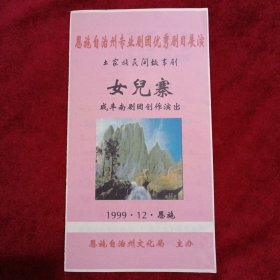 恩施自治州专业剧团优秀剧目展演
土家族民间故事剧
女兒寨
咸丰南剧团创作演出
1999·12·恩施
恩施自治州文化局 主办